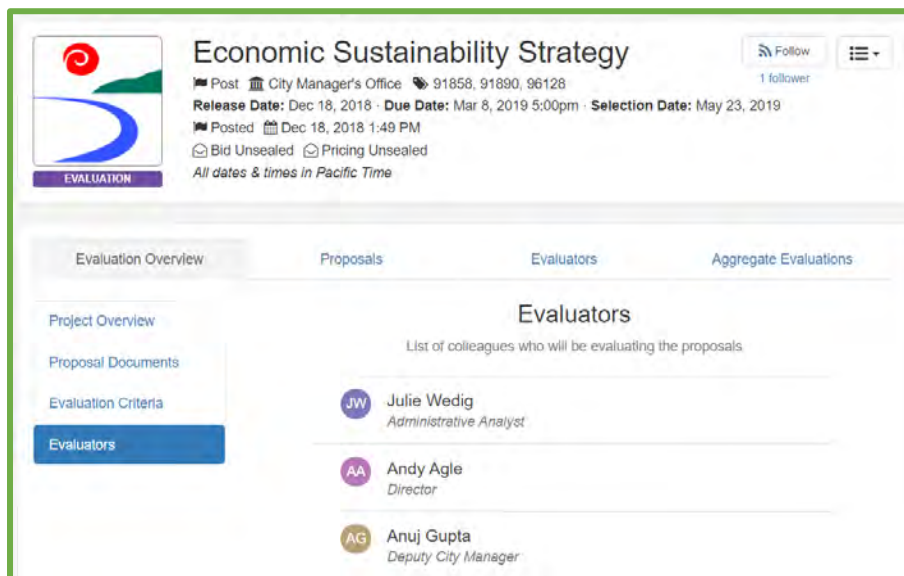 Economic Sustainability Strategy
Follow
1 follower
Post City Manager's Office 91858, 91890, 96128
Release Date: Dec 18, 2018 · Due Date: Mar 8, 2019 5:00pm · Selection Date: May 23, 2019
Posted Dec 18, 2018 1:49 PM
Bid Unsealed Pricing Unsealed
All dates & times in Pacific Time
EVALUATION
Evaluation Overview Proposals Evaluators Aggregate Evaluations
Project Overview
Proposal Documents
Evaluation Criteria
Evaluators
Evaluators
List of colleagues who will be evaluating the proposals
JW Julie Wedig
Administrative Analyst
AA Andy Agle
Director
AG Anuj Gupta
Deputy City Manager